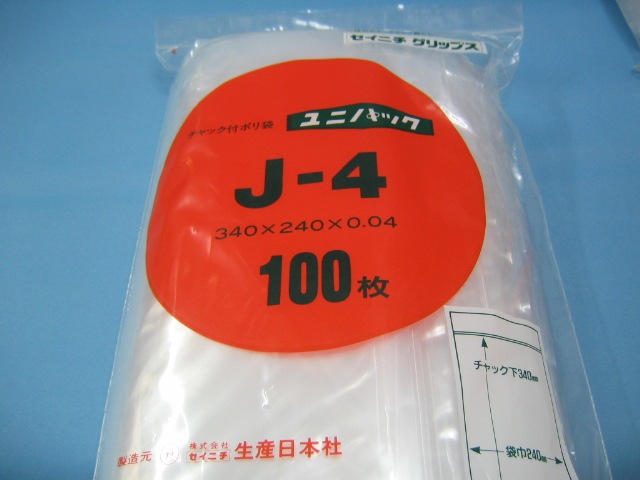 セイニチ グリップス
チャック付ポリ袋 ユニパック
J-4
340×240×0.04
100枚
チャック下340mm
袋巾240mm
製造元 株式会社 セイニチ 生産日本社